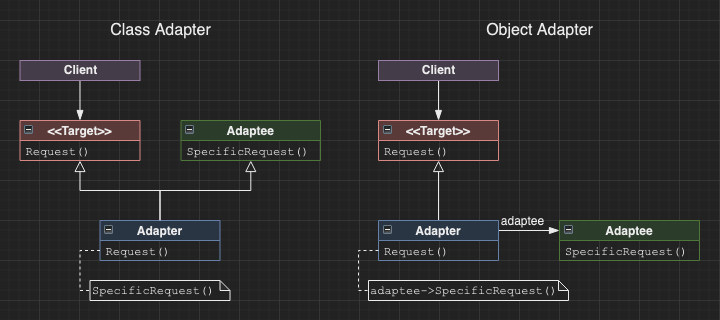 Class Adapter
Client
<<Target>>
Request()
Adaptee
SpecificRequest()
Adapter
Request()
SpecificRequest()
Object Adapter
Client
<<Target>>
Request()
Adapter
Request()
adaptee
Adaptee
SpecificRequest()
adaptee->SpecificRequest()